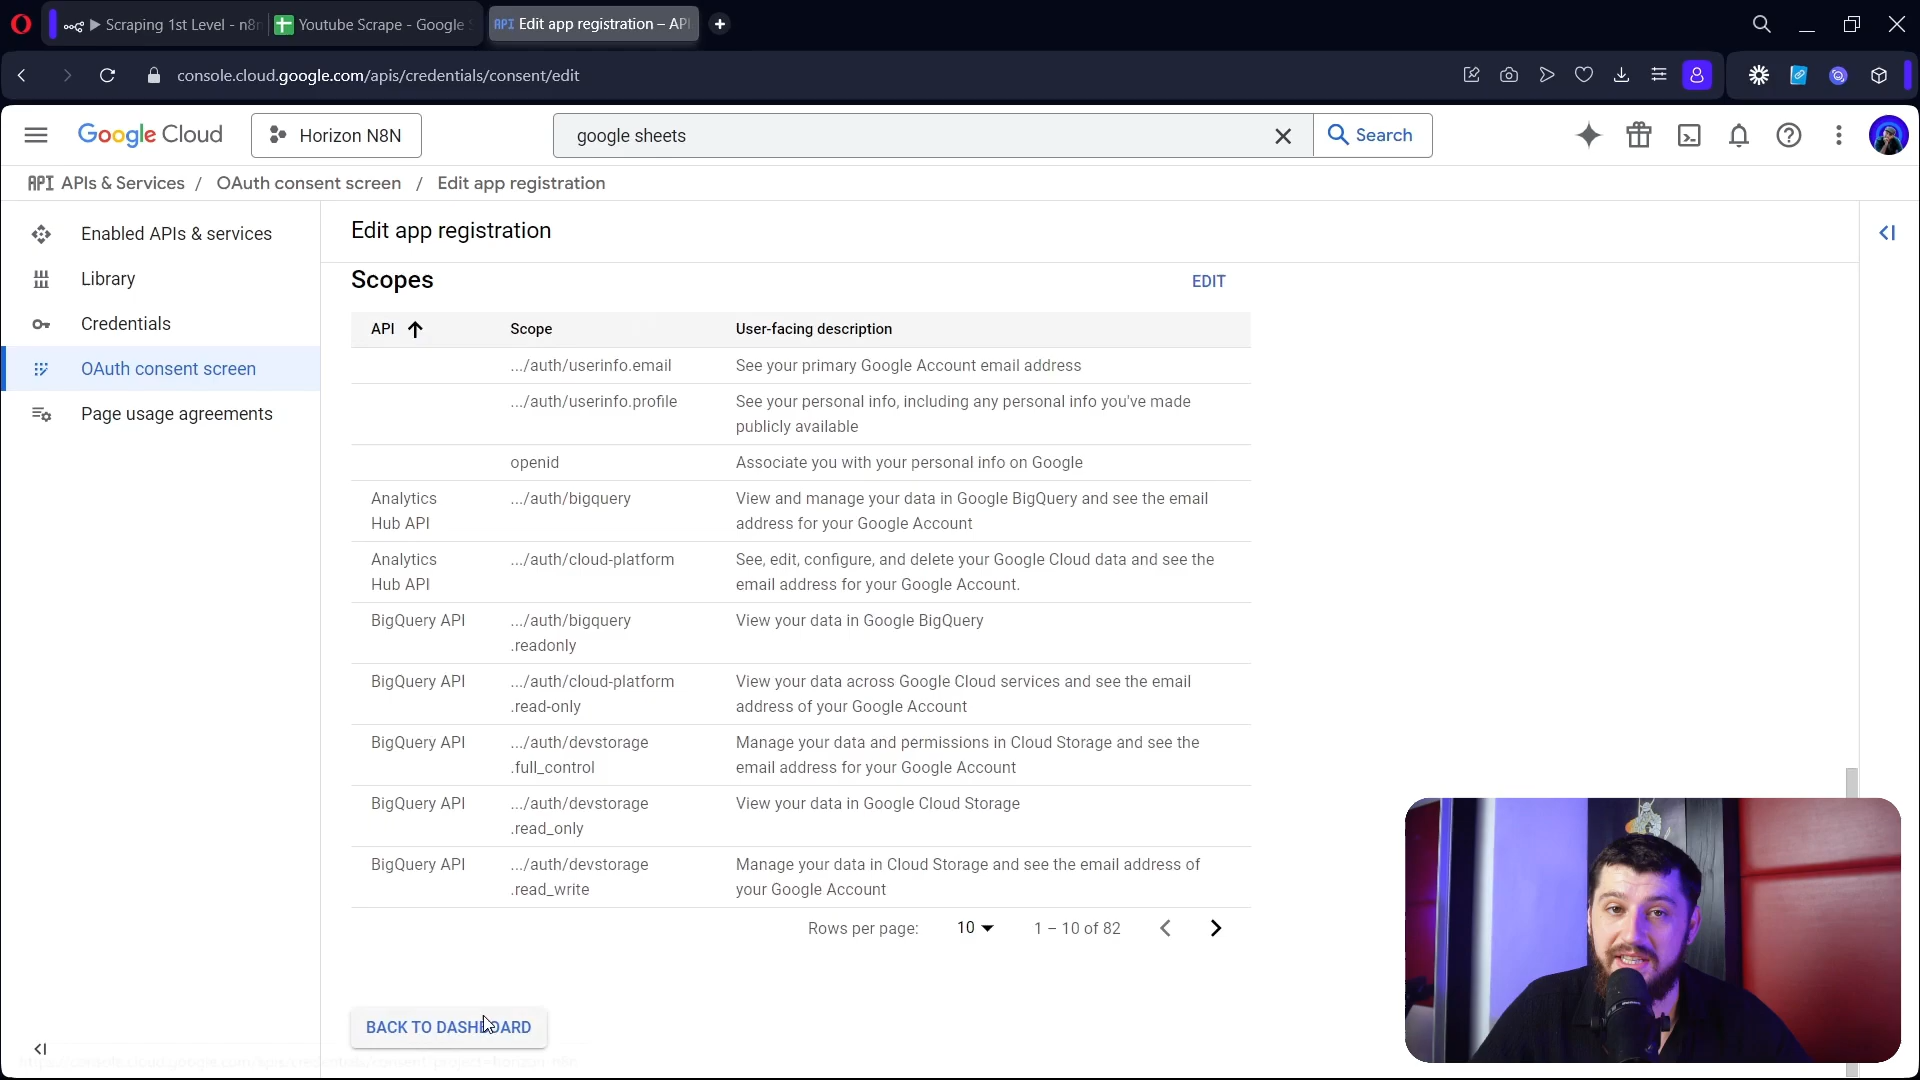 Scraping 1st Level - n8n
Youtube Scrape - Google S
API Edit app registration – API
console.cloud.google.com/apis/credentials/consent/edit
Google Cloud
Horizon N8N
google sheets
Search
API APIs & Services / OAuth consent screen / Edit app registration
Enabled APIs & services
Library
Credentials
OAuth consent screen
Page usage agreements
Edit app registration
Scopes
EDIT
API Scope User-facing description
.../auth/userinfo.email See your primary Google Account email address
.../auth/userinfo.profile See your personal info, including any personal info you've made
publicly available
openid Associate you with your personal info on Google
Analytics .../auth/bigquery View and manage your data in Google BigQuery and see the email
Hub API address for your Google Account
Analytics .../auth/cloud-platform See, edit, configure, and delete your Google Cloud data and see the
Hub API email address for your Google Account.
BigQuery API .../auth/bigquery View your data in Google BigQuery
.readonly
BigQuery API .../auth/cloud-platform View your data across Google Cloud services and see the email
.read-only address of your Google Account
BigQuery API .../auth/devstorage Manage your data and permissions in Cloud Storage and see the
.full_control email address for your Google Account
BigQuery API .../auth/devstorage View your data in Google Cloud Storage
.read_only
BigQuery API .../auth/devstorage Manage your data in Cloud Storage and see the email address of
.read_write your Google Account
Rows per page: 10 1 – 10 of 82
BACK TO DASHBOARD